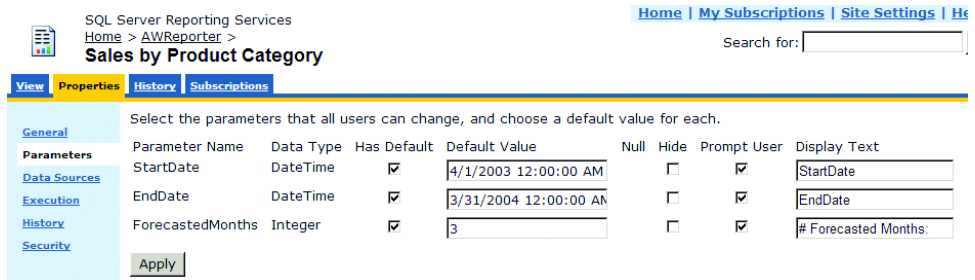 SQL Server Reporting Services
Home | My Subscriptions | Site Settings |
Home > AWReporter >
Search for:
Sales by Product Category
View Properties History Subscriptions
Select the parameters that all users can change, and choose a default value for each.
General
Parameters
Data Sources
Execution
History
Security
Parameter Name Data Type Has Default Default Value Null Hide Prompt User Display Text
StartDate DateTime 4/1/2003 12:00:00 AM StartDate
EndDate DateTime 3/31/2004 12:00:00 EndDate
ForecastedMonths Integer 3 # Forecasted Months:
Apply